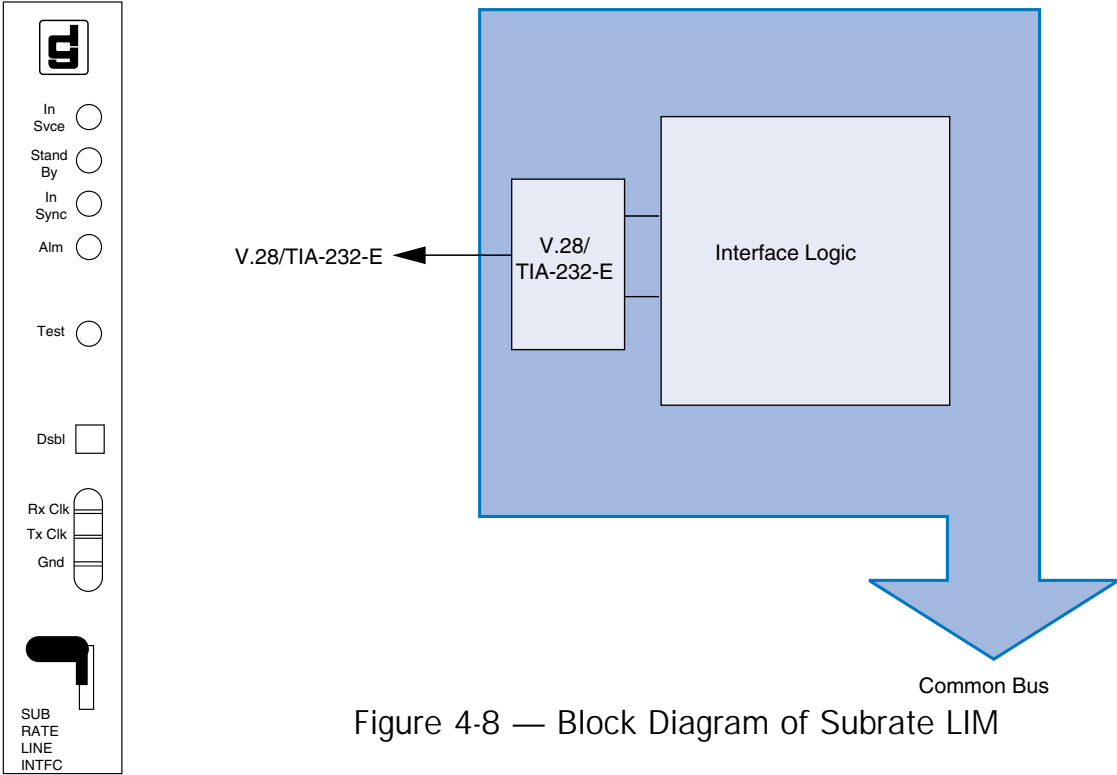 In
Svce
Stand
By
In
Sync
Alm
Test
Dsbl
Rx Clk
Tx Clk
Gnd
SUB
RATE
LINE
INTFC
V.28/TIA-232-E
V.28/
TIA-232-E
Interface Logic
Common Bus
Figure 4-8 — Block Diagram of Subrate LIM